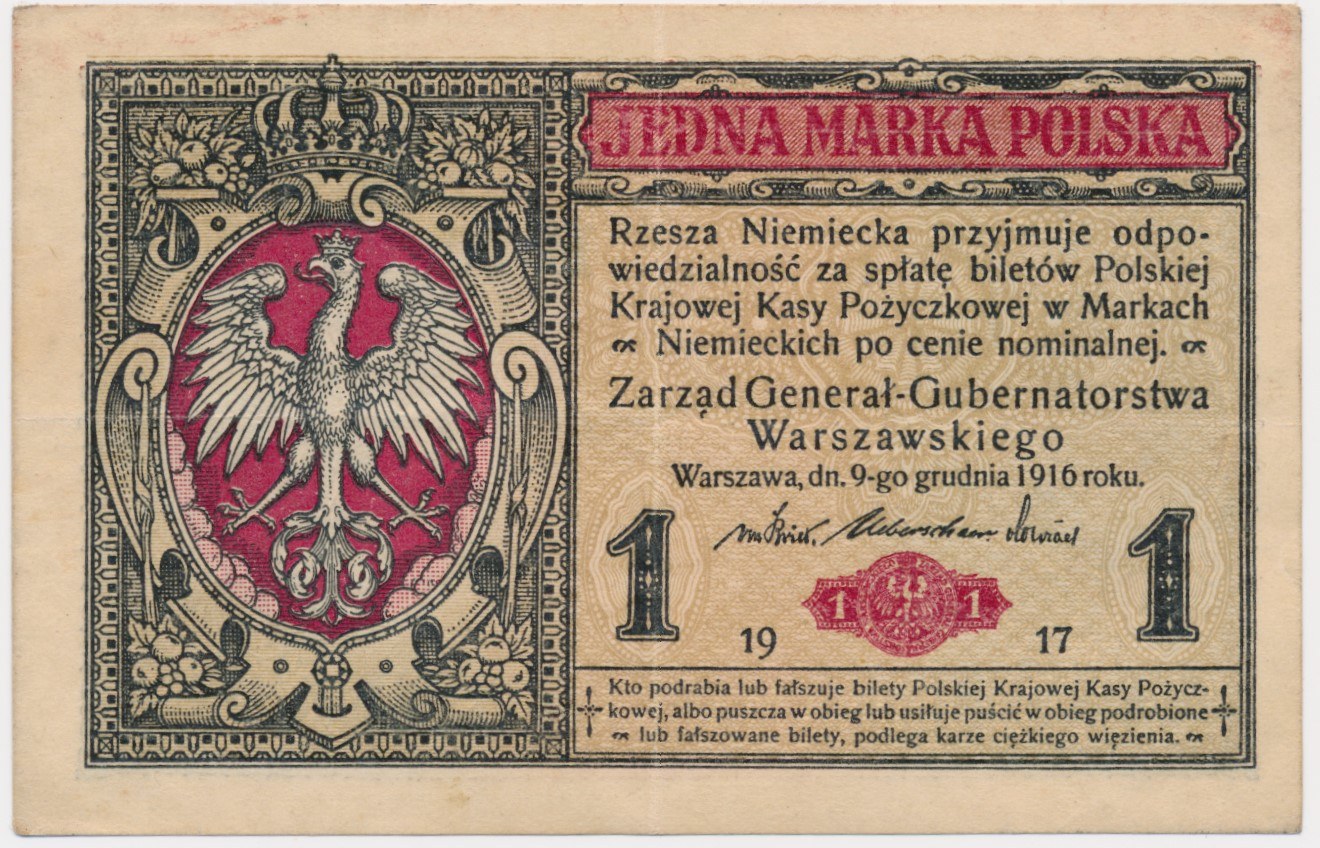 JEDNA MARKA POLSKA
Rzesza Niemiecka przyjmuje odpo-
wiedzialność za spłatę biletów Polskiej
Krajowej Kasy Pożyczkowej w Markach
Niemieckich po cenie nominalnej.
Zarząd Generał-Gubernatorstwa
Warszawskiego
Warszawa, dn. 9-go grudnia 1916 roku.
1 1
1 1
19 17
Kto podrabia lub fałszuje bilety Polskiej Krajowej Kasy Pożycz-
kowej, albo puszcza w obieg lub usiłuje puścić w obieg podrobione
lub fałszowane bilety, podlega karze ciężkiego więzienia.